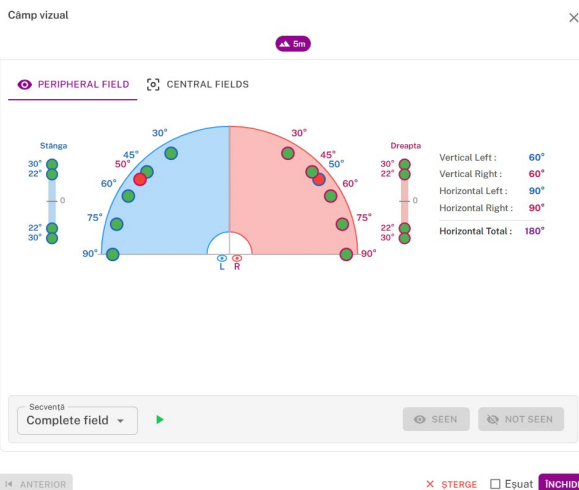 Câmp vizual
5m
PERIPHERAL FIELD
CENTRAL FIELDS
30°
30°
Stânga
45°
45°
Dreapta
50°
50°
30°
30°
22°
22°
60°
60°
0
0
75°
75°
22°
22°
30°
30°
90°
90°
L R
Vertical Left : 60°
Vertical Right : 60°
Horizontal Left : 90°
Horizontal Right : 90°
Horizontal Total : 180°
Secvență
Complete field
SEEN
NOT SEEN
ANTERIOR
ȘTERGE
Eșuat
ÎNCHID